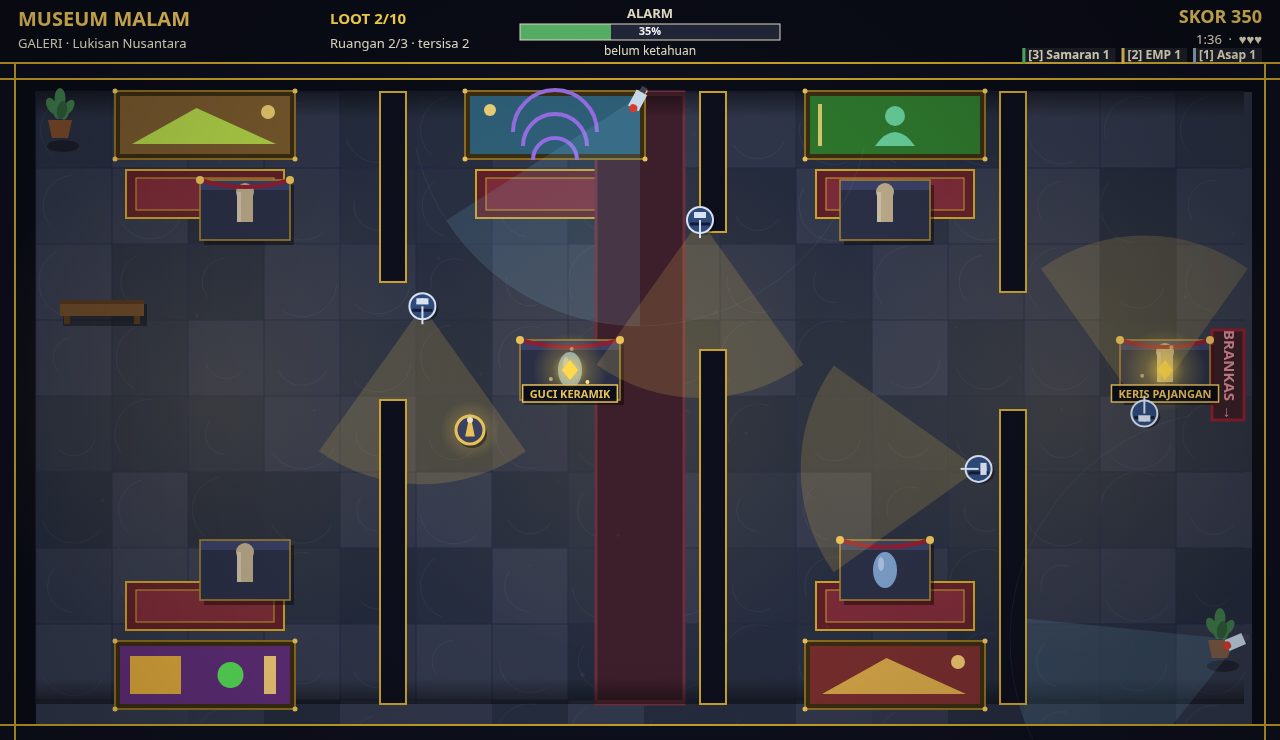 MUSEUM MALAM
GALERI · Lukisan Nusantara
LOOT 2/10
Ruangan 2/3 · tersisa 2
ALARM
35%
belum ketahuan
SKOR 350
1:36 · ♥♥♥
[3] Samaran 1
[2] EMP 1
[1] Asap 1
GUCI KERAMIK
KERIS PAJANGAN
BRANKAS →